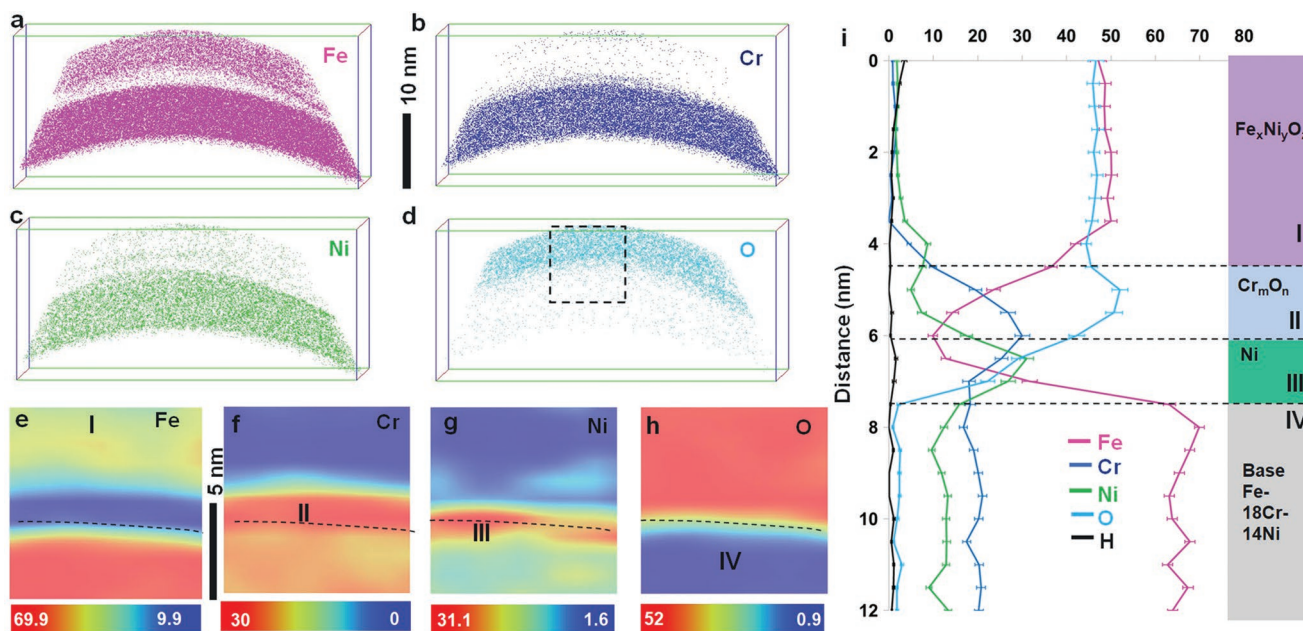 a
Fe
b
Cr
10 nm
c
Ni
d
O
e
I
Fe
f
Cr
II
g
Ni
III
h
O
IV
5 nm
69.9 9.9
30 0
31.1 1.6
52 0.9
i
0 10 20 30 40 50 60 70 80
Distance (nm)
0
2
4
6
8
10
12
FexNiyO
I
CrmOn
II
Ni
III
IV
Base
Fe-
18Cr-
14Ni
Fe
Cr
Ni
O
H